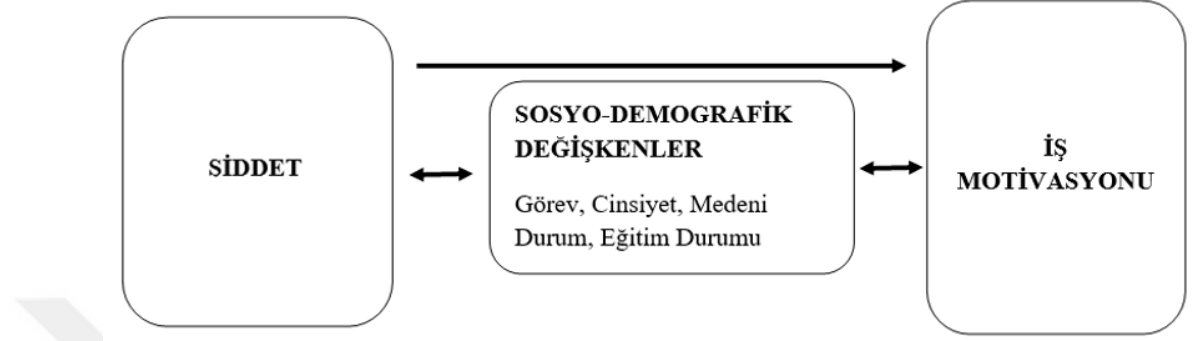 SİDDET
SOSYO-DEMOGRAFİK
DEĞİŞKENLER
Görev, Cinsiyet, Medeni
Durum, Eğitim Durumu
İŞ
MOTİVASYONU